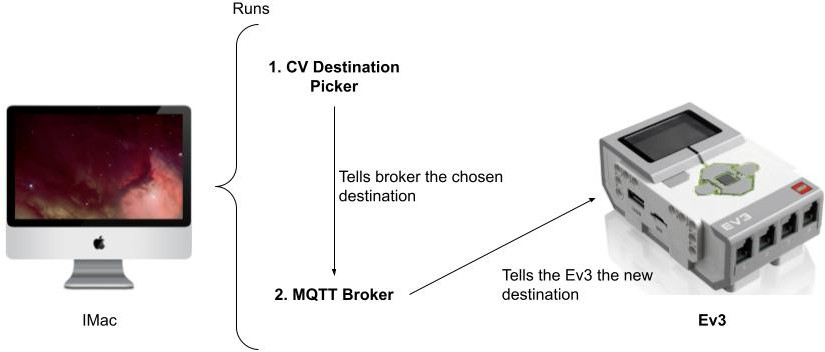 Runs
1. CV Destination
Picker
Tells broker the chosen
destination
2. MQTT Broker
Tells the Ev3 the new
destination
IMac
Ev3
EV3
LEGO